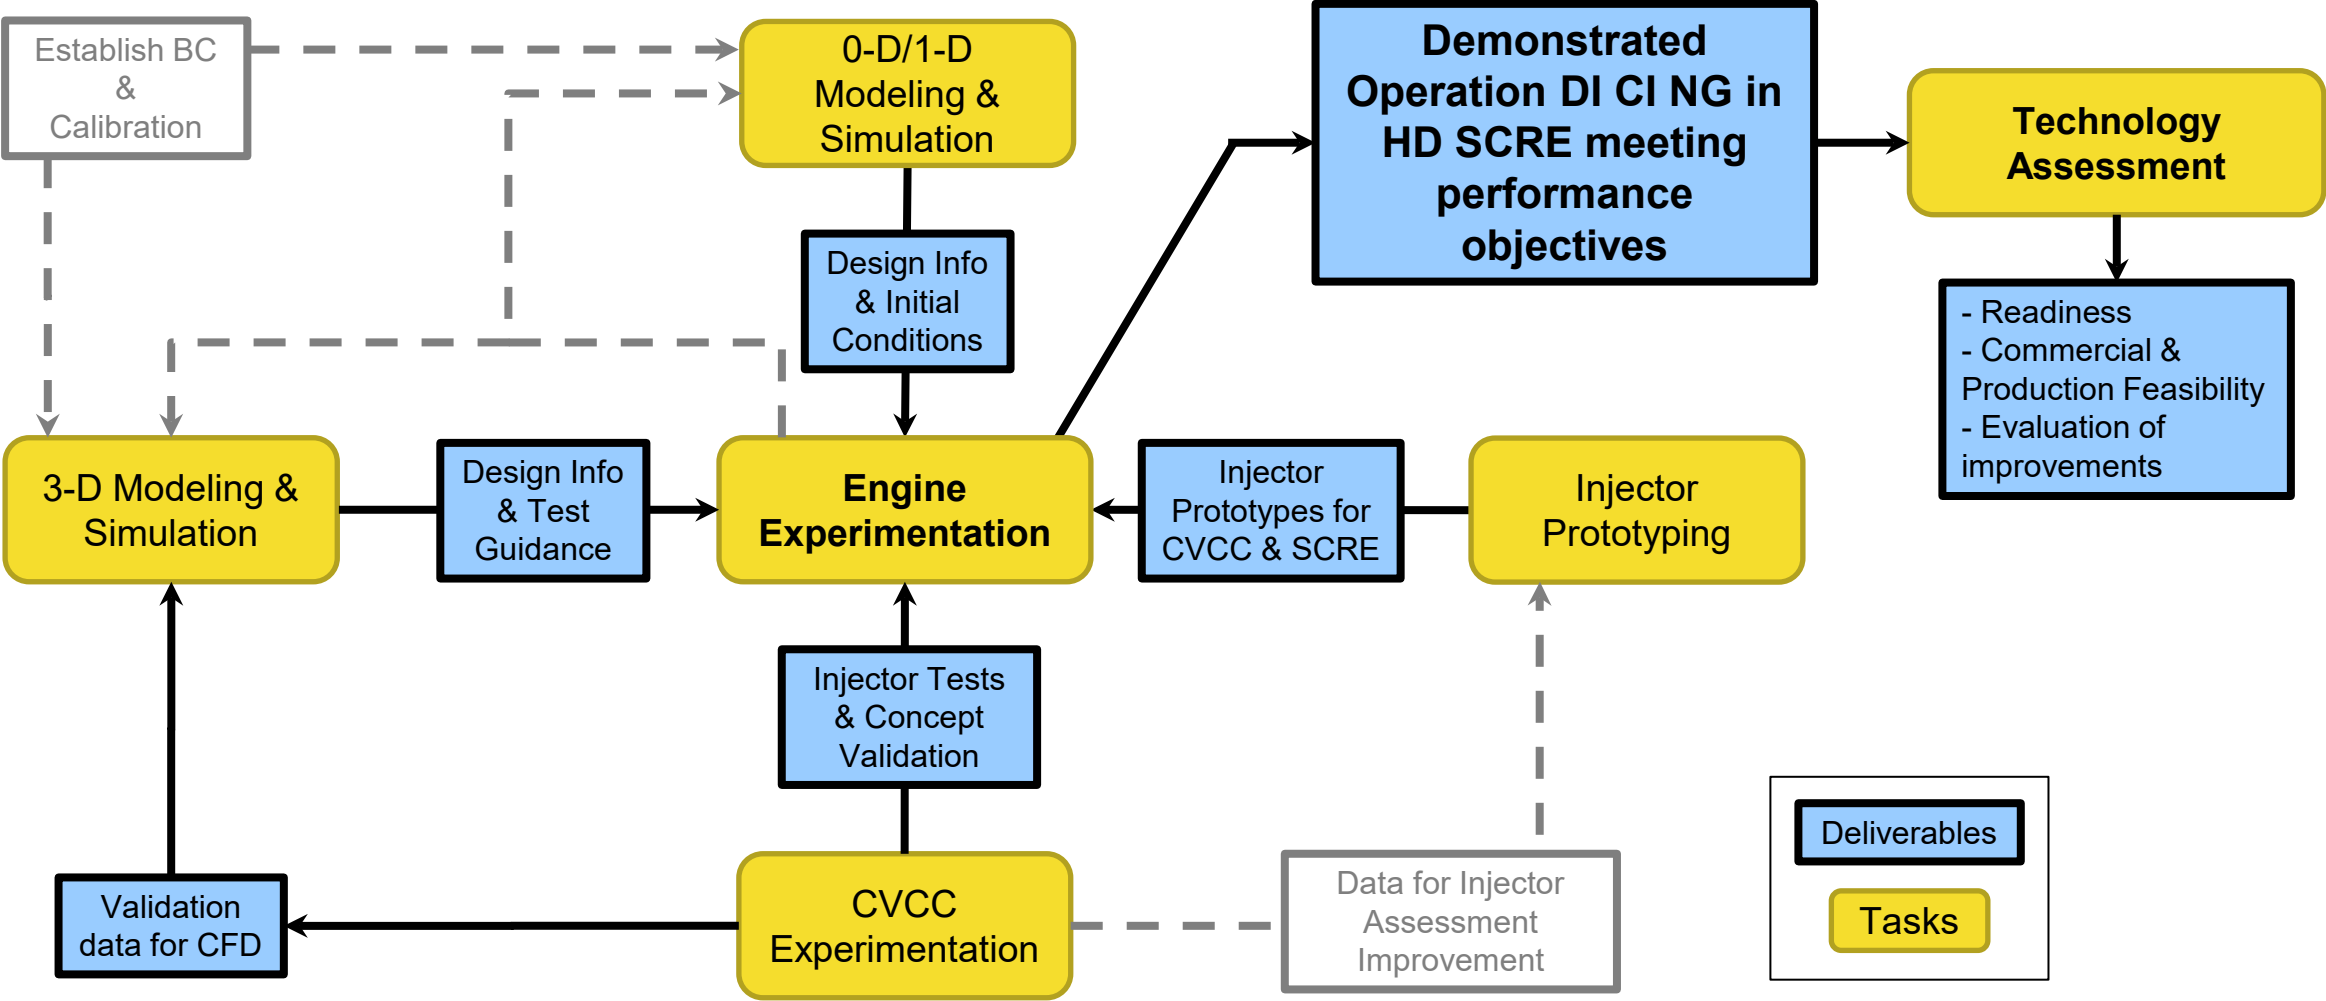 Establish BC
&
Calibration
0-D/1-D
Modeling &
Simulation
Demonstrated
Operation DI CI NG in
HD SCRE meeting
performance
objectives
Technology
Assessment
Design Info
& Initial
Conditions
- Readiness
- Commercial &
Production Feasibility
- Evaluation of
improvements
3-D Modeling &
Simulation
Design Info
& Test
Guidance
Engine
Experimentation
Injector
Prototypes for
CVCC & SCRE
Injector
Prototyping
Injector Tests
& Concept
Validation
Validation
data for CFD
CVCC
Experimentation
Data for Injector
Assessment
Improvement
Deliverables
Tasks